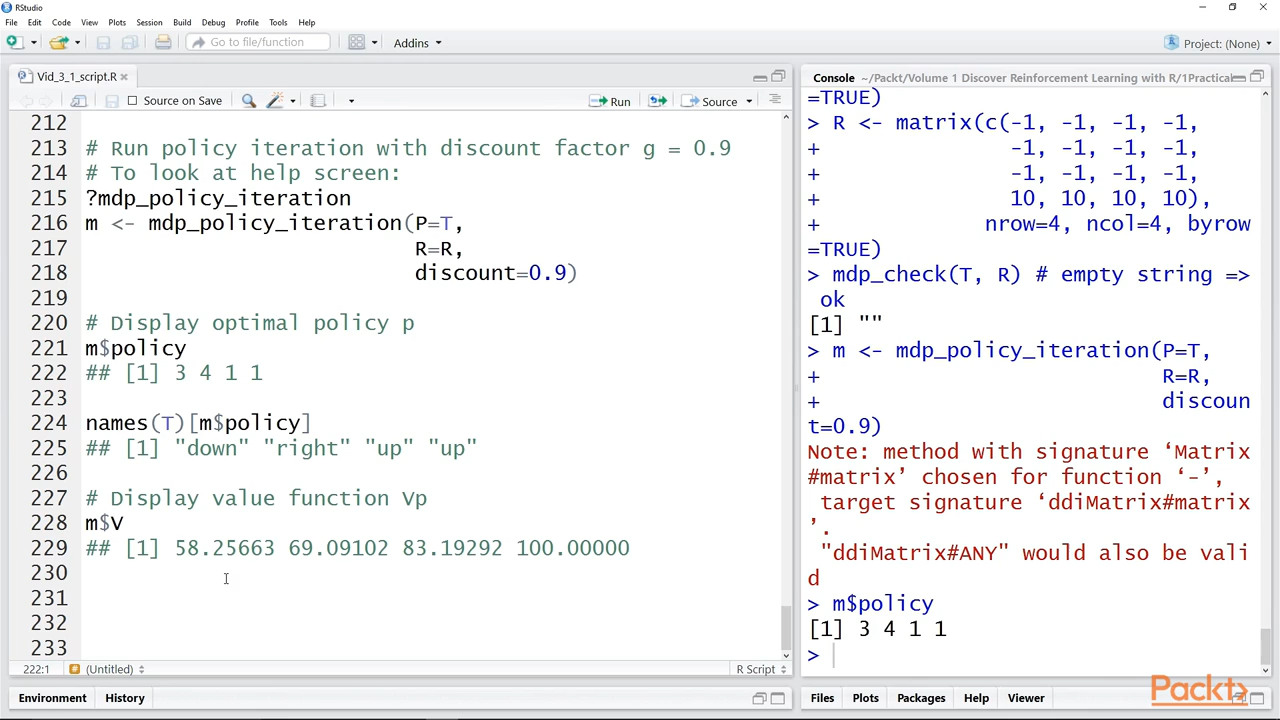 RStudio
File Edit Code View Plots Session Build Debug Profile Tools Help
Go to file/function Addins Project: (None)
Vid_3_1_script.R
Source on Save Run Source
212
213 # Run policy iteration with discount factor g = 0.9
214 # To look at help screen:
215 ?mdp_policy_iteration
216 m <- mdp_policy_iteration(P=T,
217 R=R,
218 discount=0.9)
219
220 # Display optimal policy p
221 m$policy
222 ## [1] 3 4 1 1
223
224 names(T)[m$policy]
225 ## [1] "down" "right" "up" "up"
226
227 # Display value function Vp
228 m$V
229 ## [1] 58.25663 69.09102 83.19292 100.00000
230
231
232
233
222:1 (Untitled) R Script
Environment History
Console ~/Packt/Volume 1 Discover Reinforcement Learning with R/1Practical
=TRUE)
> R <- matrix(c(-1, -1, -1, -1,
+ -1, -1, -1, -1,
+ -1, -1, -1, -1,
+ 10, 10, 10, 10),
+ nrow=4, ncol=4, byrow
=TRUE)
> mdp_check(T, R) # empty string =>
ok
[1] ""
> m <- mdp_policy_iteration(P=T,
+ R=R,
+ discoun
t=0.9)
Note: method with signature ‘Matrix
#matrix’ chosen for function ‘-’,
target signature ‘ddiMatrix#matrix
’.
"ddiMatrix#ANY" would also be vali
d
> m$policy
[1] 3 4 1 1
>
Files Plots Packages Help Viewer
Packt>